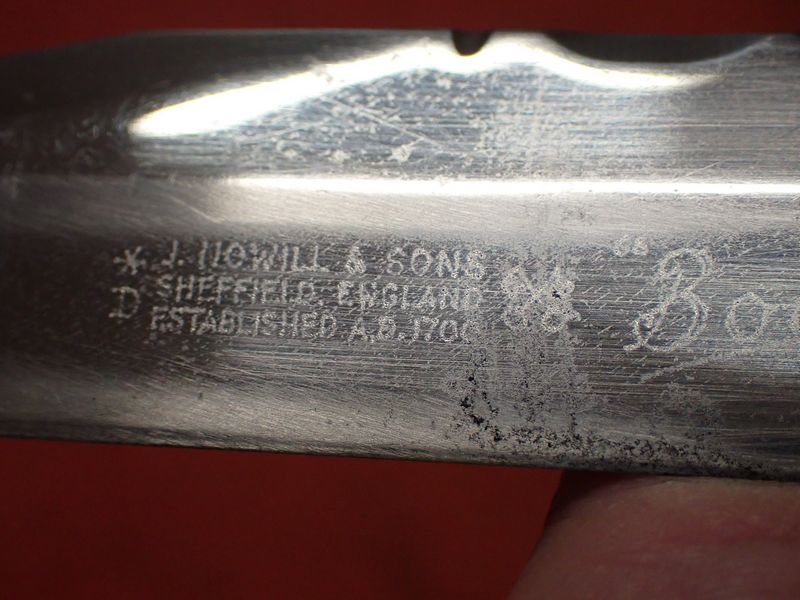 * J. NOWILL & SONS
D SHEFFIELD, ENGLAND
ESTABLISHED A.D. 1700